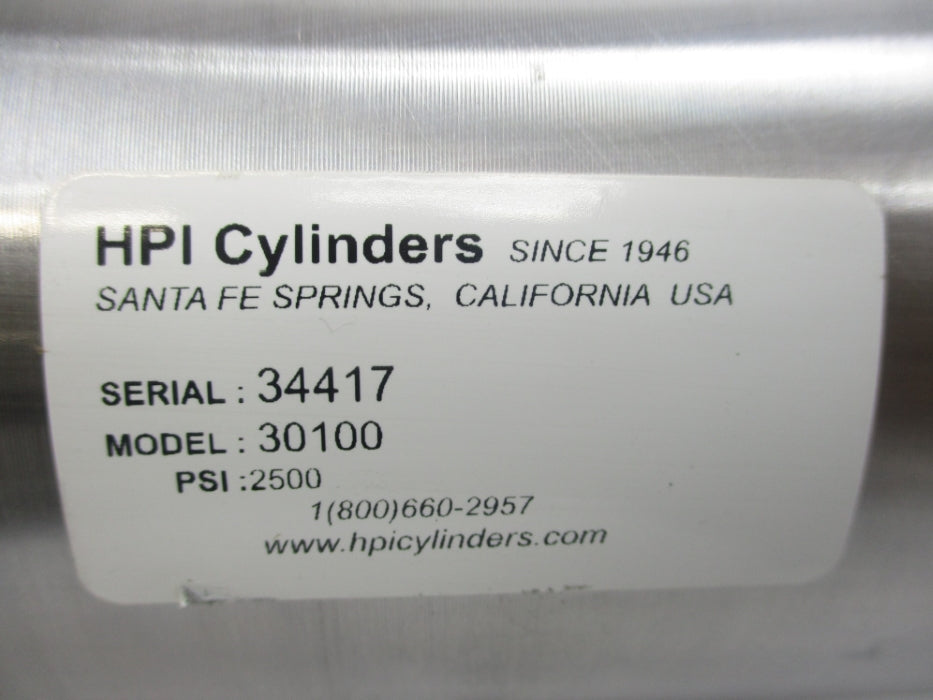 HPI Cylinders SINCE 1946
SANTA FE SPRINGS, CALIFORNIA USA
SERIAL : 34417
MODEL : 30100
PSI :2500
1(800)660-2957
www.hpicylinders.com